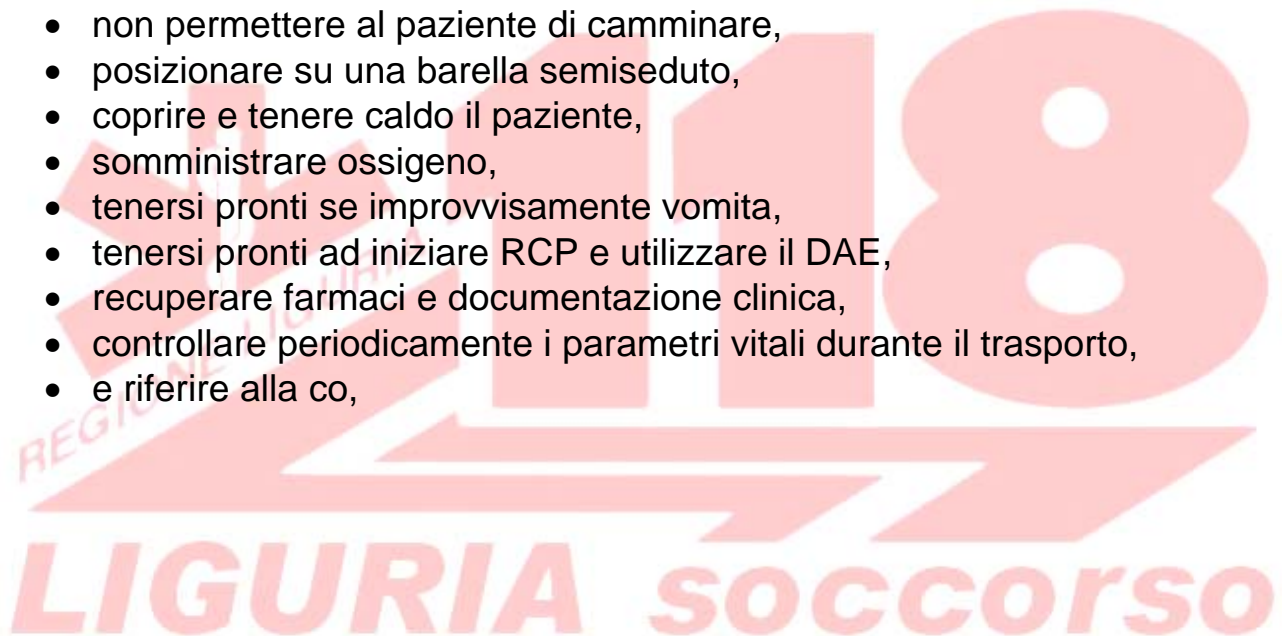 • non permettere al paziente di camminare,
• posizionare su una barella semiseduto,
• coprire e tenere caldo il paziente,
• somministrare ossigeno,
• tenersi pronti se improvvisamente vomita,
• tenersi pronti ad iniziare RCP e utilizzare il DAE,
• recuperare farmaci e documentazione clinica,
• controllare periodicamente i parametri vitali durante il trasporto,
• e riferire alla co,
118
REGIONE LIGURIA
LIGURIA soccorso